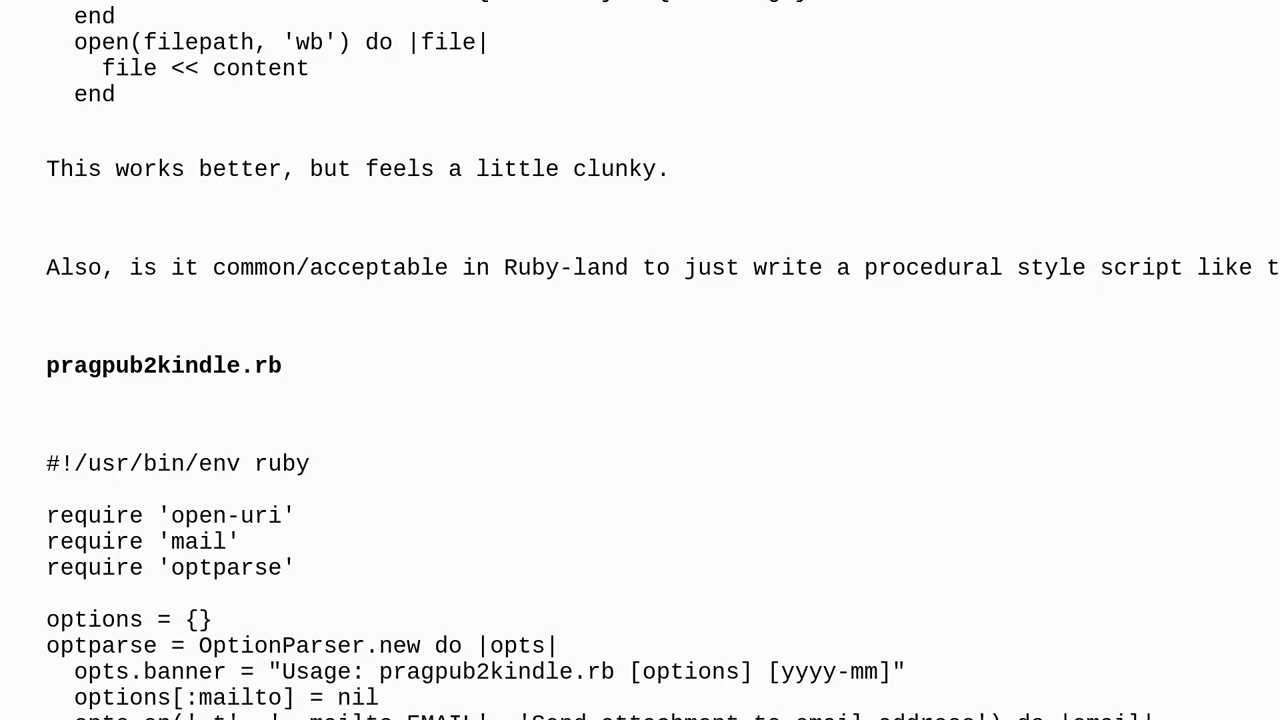 end
open(filepath, 'wb') do |file|
file << content
end
This works better, but feels a little clunky.
Also, is it common/acceptable in Ruby-land to just write a procedural style script like
pragpub2kindle.rb
#!/usr/bin/env ruby
require 'open-uri'
require 'mail'
require 'optparse'
options = {}
optparse = OptionParser.new do |opts|
opts.banner = "Usage: pragpub2kindle.rb [options] [yyyy-mm]"
options[:mailto] = nil